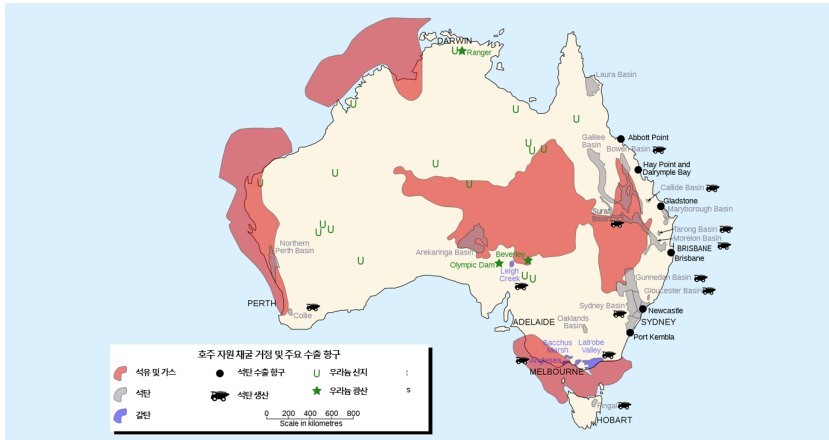 DARWIN
U
Ranger
Laura Basin
U
U
U
Galilee
Basin
Abbott Point
Bowen Basin
U
U
U
U
Hay Point and
Dalrymple Bay
U
U
U
Callide Basin
Gladstone
Maryborough Basin
Surat
Basin
U
U
U
Tarong Basin
Moreton Basin
Northern
Perth Basin
Arekaringa Basin
Beverley
BRISBANE
Brisbane
U
Olympic Dam
Leigh
Creek
U
U
Gunnedah Basin
Gloucester Basin
PERTH
Collie
Sydney Basin
Newcastle
ADELAIDE
Oaklands
Basin
SYDNEY
Port Kembla
Bacchus
Marsh
Latrobe
Valley
Anglesea
MELBOURNE
Fingal
HOBART
호주 자원 채굴 거점 및 주요 수출 항구
석유 및 가스
석탄 수출 항구
U
우라늄 산지
석탄
석탄 생산
우라늄 광산
s
갈탄
0 200 400 600 800
Scale in kilometres